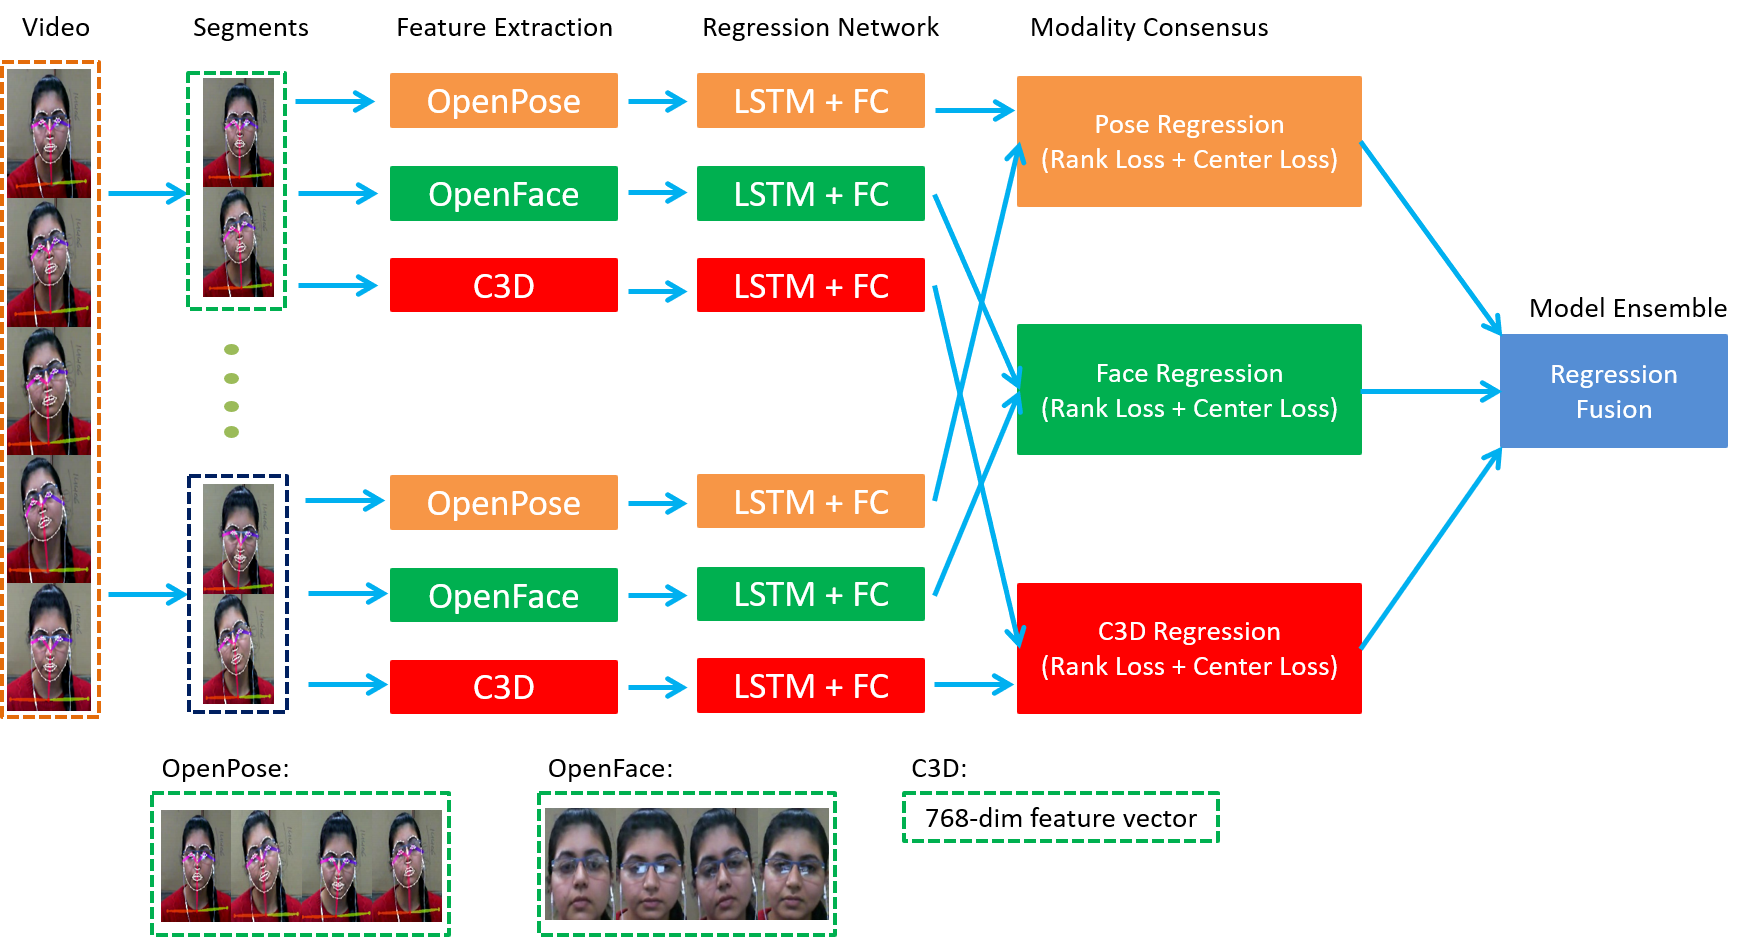 Video
Segments
Feature Extraction
Regression Network
Modality Consensus
OpenPose
LSTM + FC
OpenFace
LSTM + FC
C3D
LSTM + FC
Pose Regression
(Rank Loss + Center Loss)
Face Regression
(Rank Loss + Center Loss)
Model Ensemble
Regression
Fusion
OpenPose
LSTM + FC
OpenFace
LSTM + FC
C3D
LSTM + FC
C3D Regression
(Rank Loss + Center Loss)
OpenPose:
OpenFace:
C3D:
768-dim feature vector